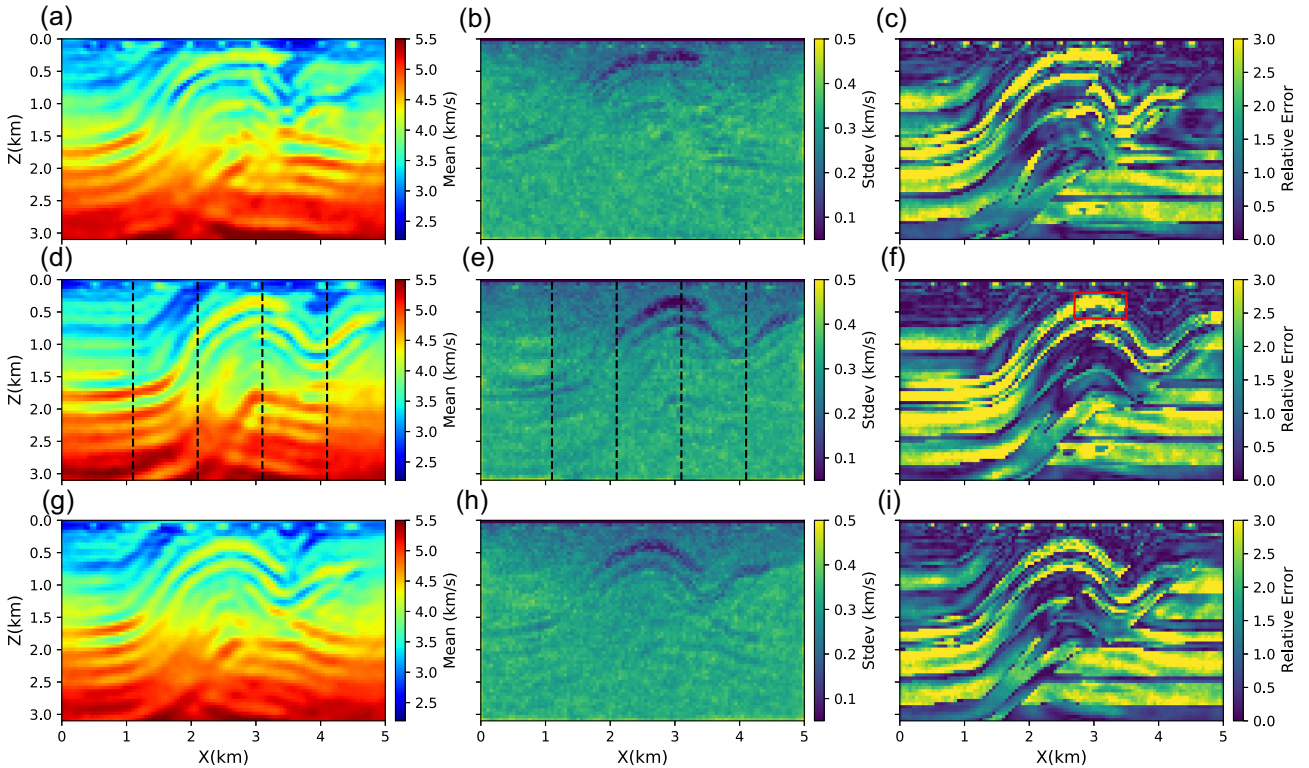 (a) (b) (c)
0.0 0.5 1.0 1.5 2.0 2.5 3.0 Z(km) 5.5 5.0 4.5 4.0 3.5 3.0 2.5 Mean (km/s)
0.5 0.4 0.3 0.2 0.1 Stdev (km/s)
3.0 2.5 2.0 1.5 1.0 0.5 0.0 Relative Error
(d) (e) (f)
0.0 0.5 1.0 1.5 2.0 2.5 3.0 Z(km) 5.5 5.0 4.5 4.0 3.5 3.0 2.5 Mean (km/s)
0.5 0.4 0.3 0.2 0.1 Stdev (km/s)
3.0 2.5 2.0 1.5 1.0 0.5 0.0 Relative Error
(g) (h) (i)
0.0 0.5 1.0 1.5 2.0 2.5 3.0 Z(km) 5.5 5.0 4.5 4.0 3.5 3.0 2.5 Mean (km/s)
0.5 0.4 0.3 0.2 0.1 Stdev (km/s)
3.0 2.5 2.0 1.5 1.0 0.5 0.0 Relative Error
0 1 2 3 4 5 0 1 2 3 4 5 0 1 2 3 4 5
X(km) X(km) X(km)